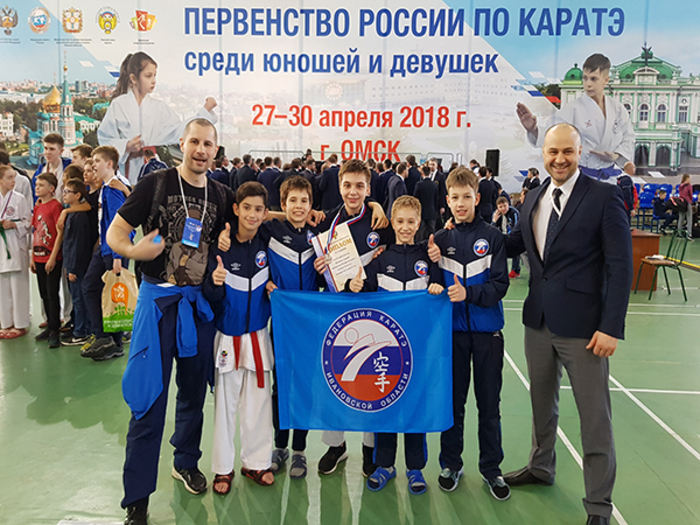 ПЕРВЕНСТВО РОССИИ ПО КАРАТЭ
среди юношей и девушек
27–30 апреля 2018 г.
г. ОМСК
ДИПЛОМ
ФЕДЕРАЦИЯ КАРАТЭ
空手
ИВАНОВСКОЙ ОБЛАСТИ